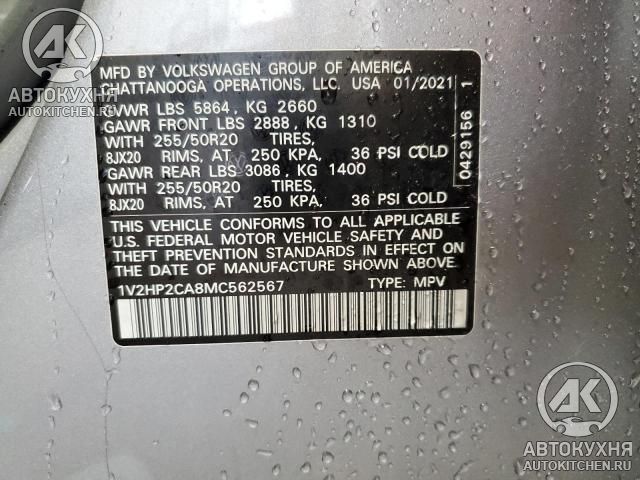 MFD BY VOLKSWAGEN GROUP OF AMERICA
CHATTANOOGA OPERATIONS, LLC. USA 01/2021
GVWR LBS 5864, KG 2660
GAWR FRONT LBS 2888, KG 1310
WITH 255/50R20 TIRES,
8JX20 RIMS, AT 250 KPA, 36 PSI COLD
GAWR REAR LBS 3086, KG 1400
WITH 255/50R20 TIRES,
8JX20 RIMS, AT 250 KPA, 36 PSI COLD
THIS VEHICLE CONFORMS TO ALL APPLICABLE
U.S. FEDERAL MOTOR VEHICLE SAFETY AND
THEFT PREVENTION STANDARDS IN EFFECT ON
THE DATE OF MANUFACTURE SHOWN ABOVE.
1V2HP2CA8MC562567 TYPE: MPV
0429156 1
AK
АВТОКУХНЯ
AUTOKITCHEN.RU
AK
АВТОКУХНЯ
AUTOKITCHEN.RU